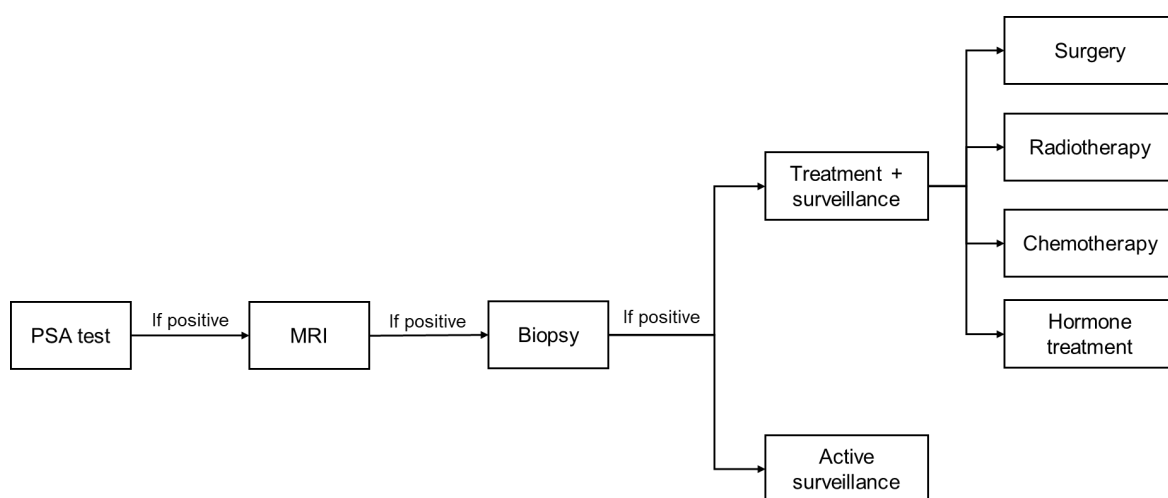 Surgery
Radiotherapy
Treatment +
surveillance
Chemotherapy
PSA test
If positive
MRI
If positive
Biopsy
If positive
Hormone
treatment
Active
surveillance